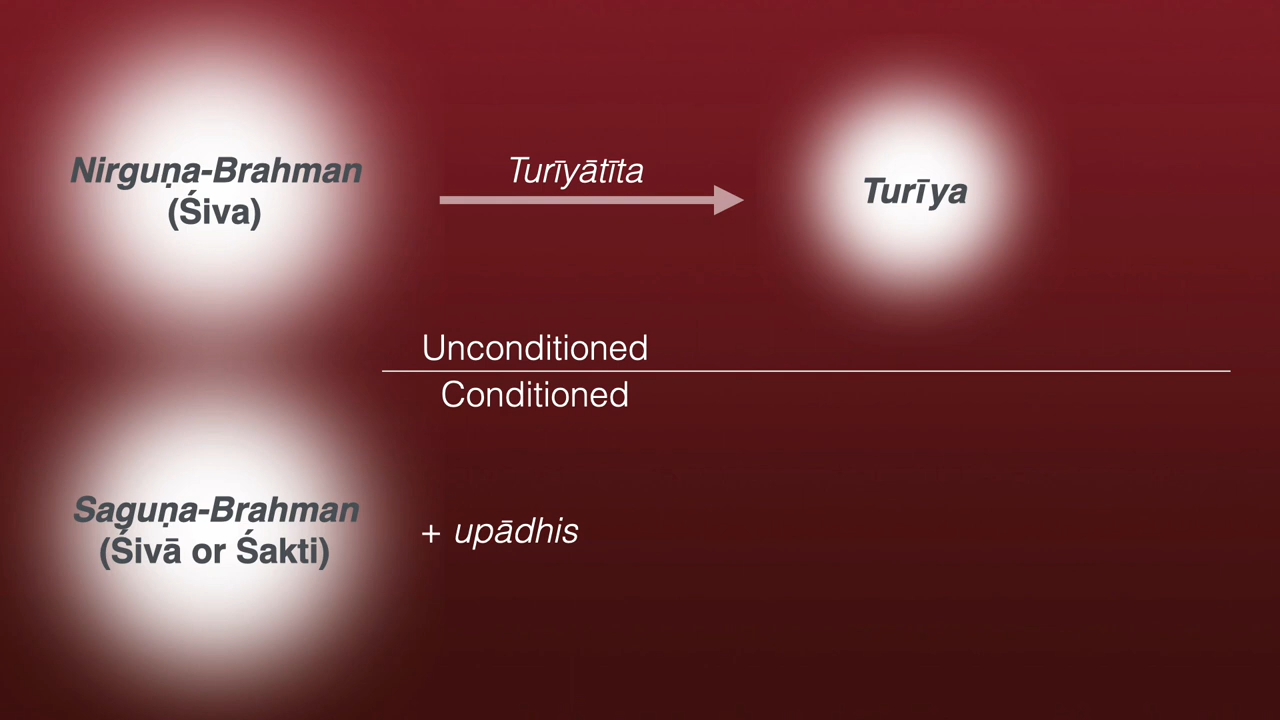 Nirguṇa-Brahman
(Śiva)
Turīyātīta
Turīya
Unconditioned
Conditioned
Saguṇa-Brahman
(Śivā or Śakti)
+ upādhis